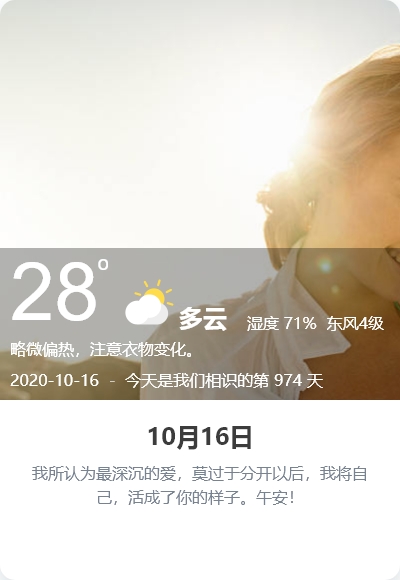 28°
多云 湿度 71% 东风4级
略微偏热，注意衣物变化。
2020-10-16 - 今天是我们相识的第 974 天
10月16日
我所认为最深沉的爱，莫过于分开以后，我将自
己，活成了你的样子。午安！